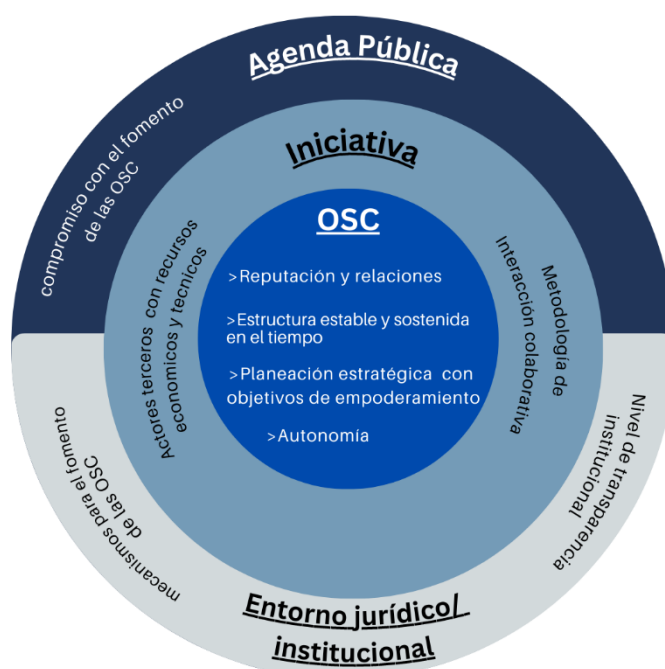 Agenda Pública
compromiso con el fomento
de las OSC
Iniciativa
Actores terceros con recursos
economicos y tecnicos
Metodología de
Interacción colaborativa
OSC
>Reputación y relaciones
>Estructura estable y sostenida
en el tiempo
>Planeación estratégica con
objetivos de empoderamiento
>Autonomía
mecanismos para el fomento
de las OSC
Nivel de transparencia
institucional
Entorno jurídico/
institucional